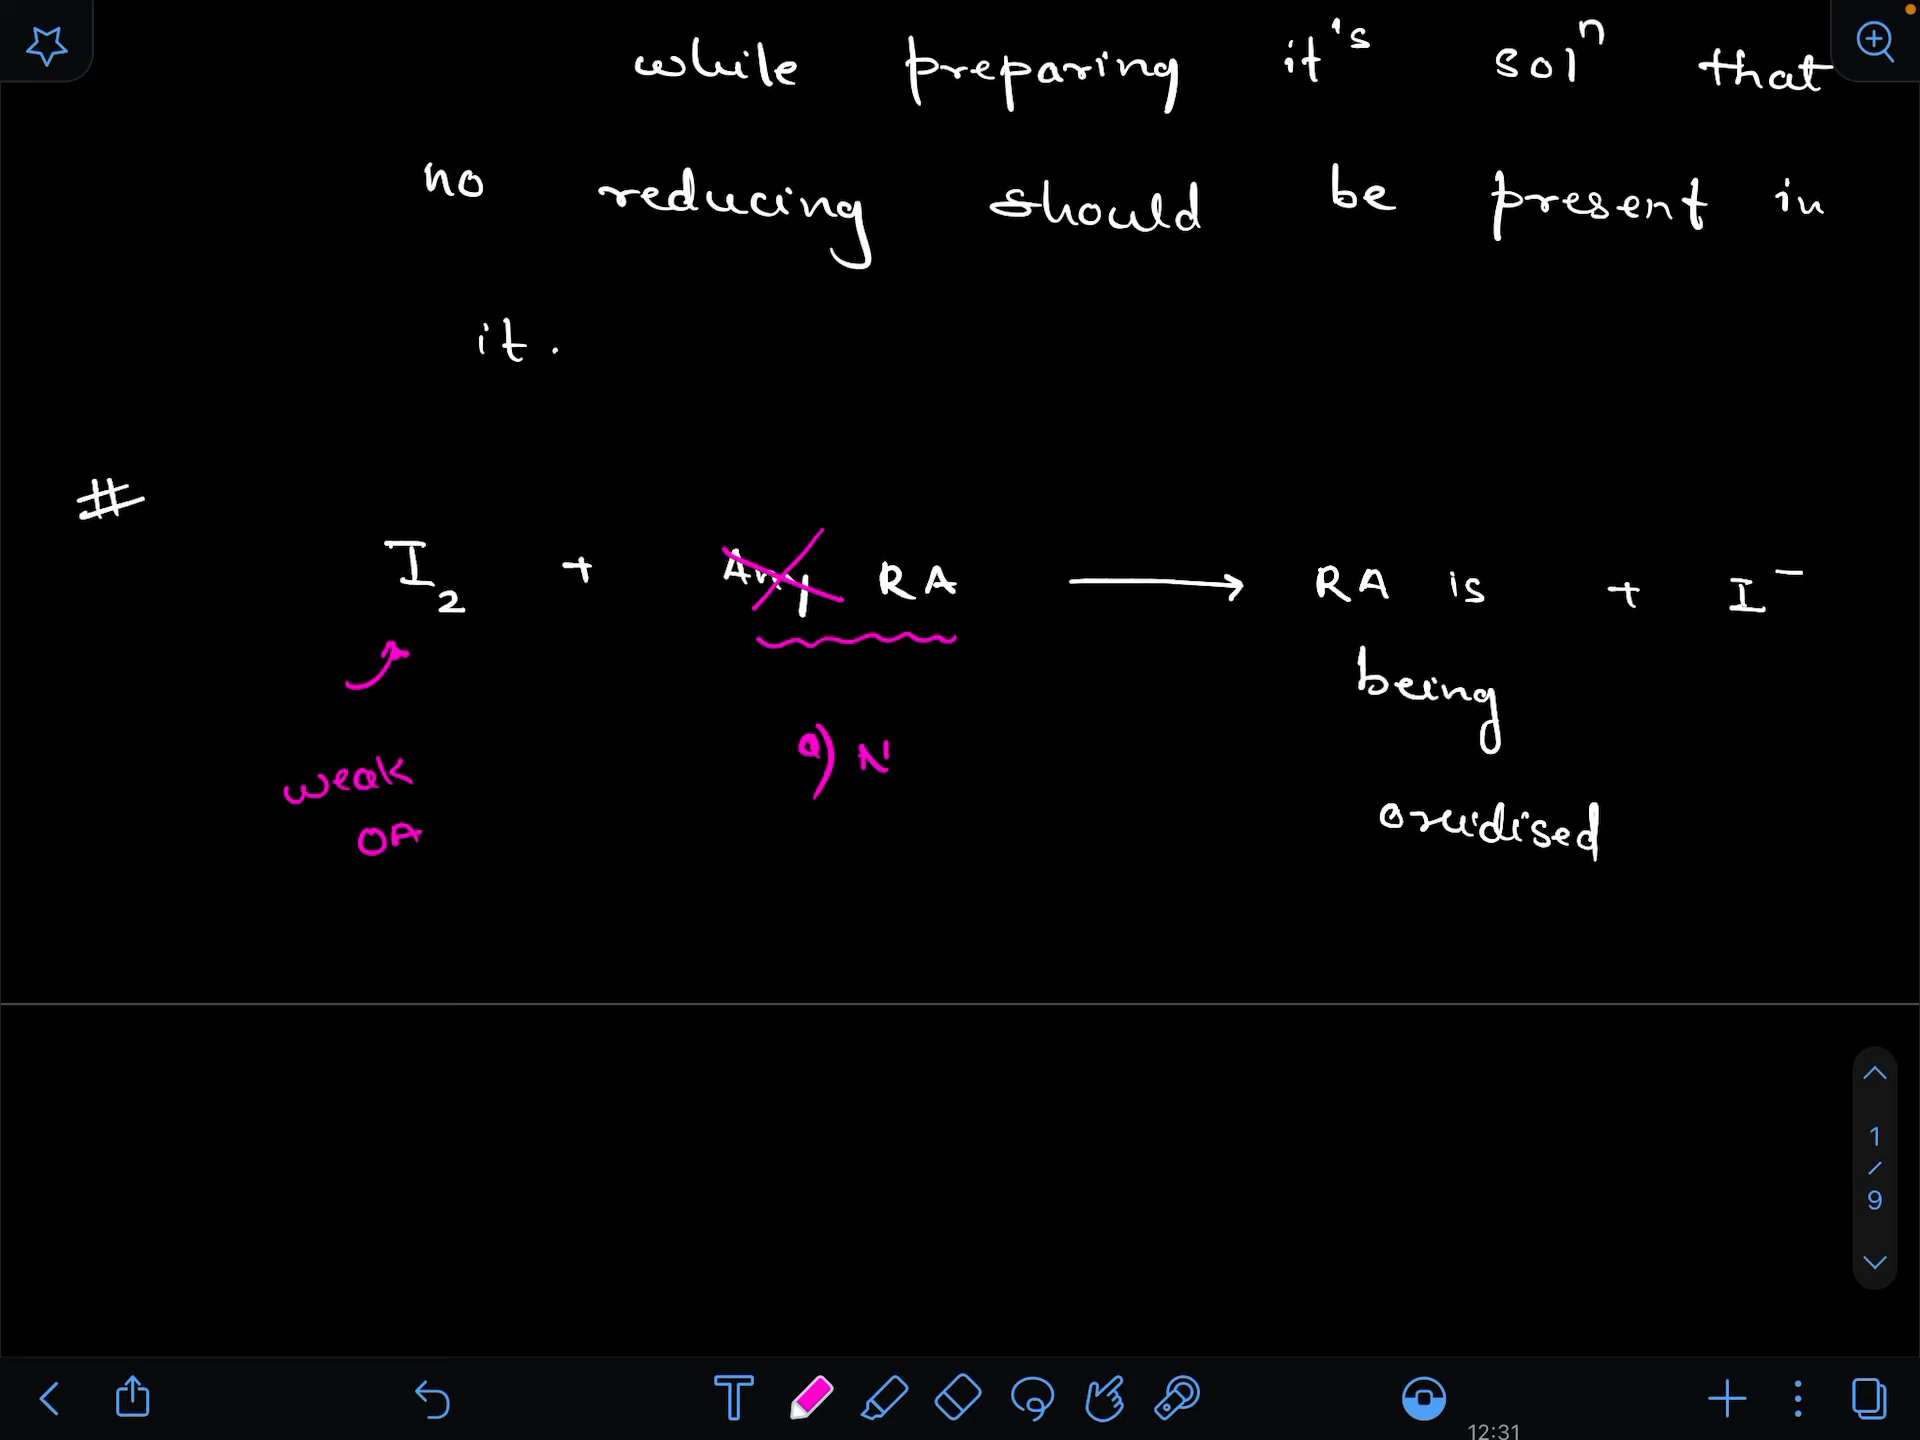 while preparing it's solⁿ that
no reducing should be present in
it.
#
I₂ + Any RA → RA is + I⁻
being
oxidised
weak
OA
a) N
1
/
9
12:31